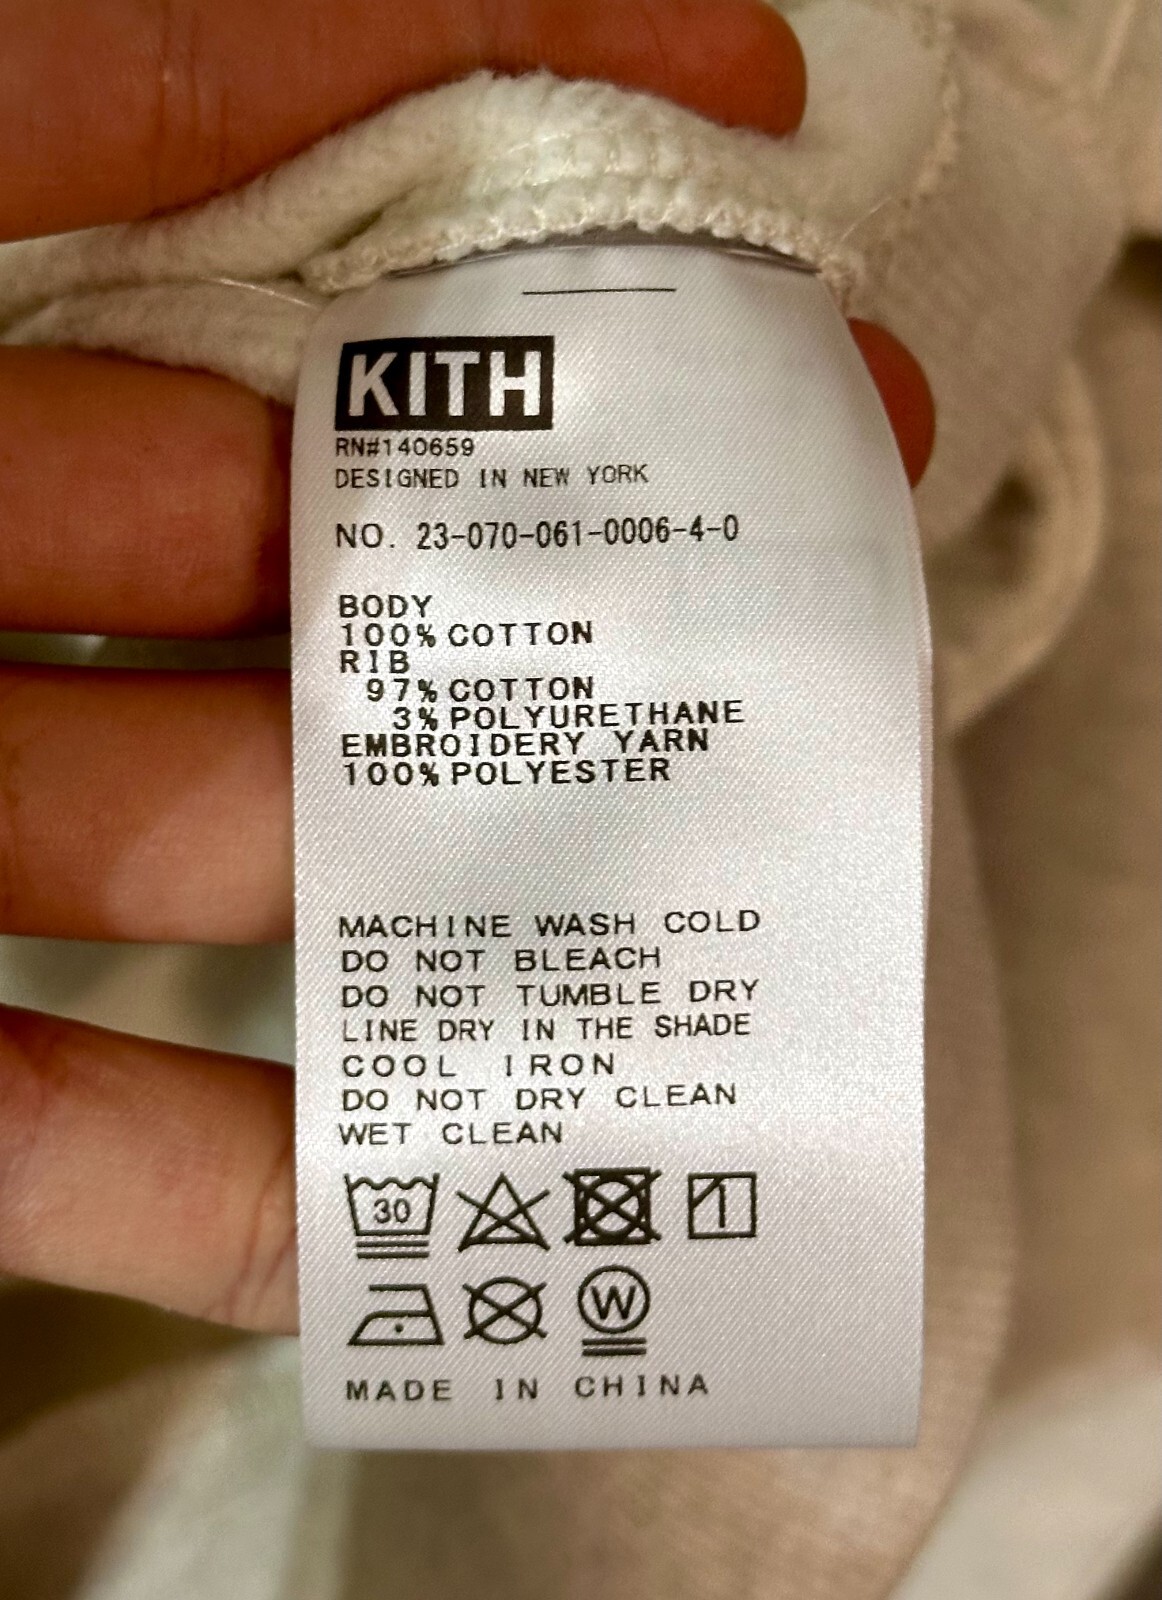 KITH
RN#140659
DESIGNED IN NEW YORK
NO. 23-070-061-0006-4-0
BODY
100% COTTON
RIB
97% COTTON
3% POLYURETHANE
EMBROIDERY YARN
100% POLYESTER
MACHINE WASH COLD
DO NOT BLEACH
DO NOT TUMBLE DRY
LINE DRY IN THE SHADE
COOL IRON
DO NOT DRY CLEAN
WET CLEAN
30
W
MADE IN CHINA